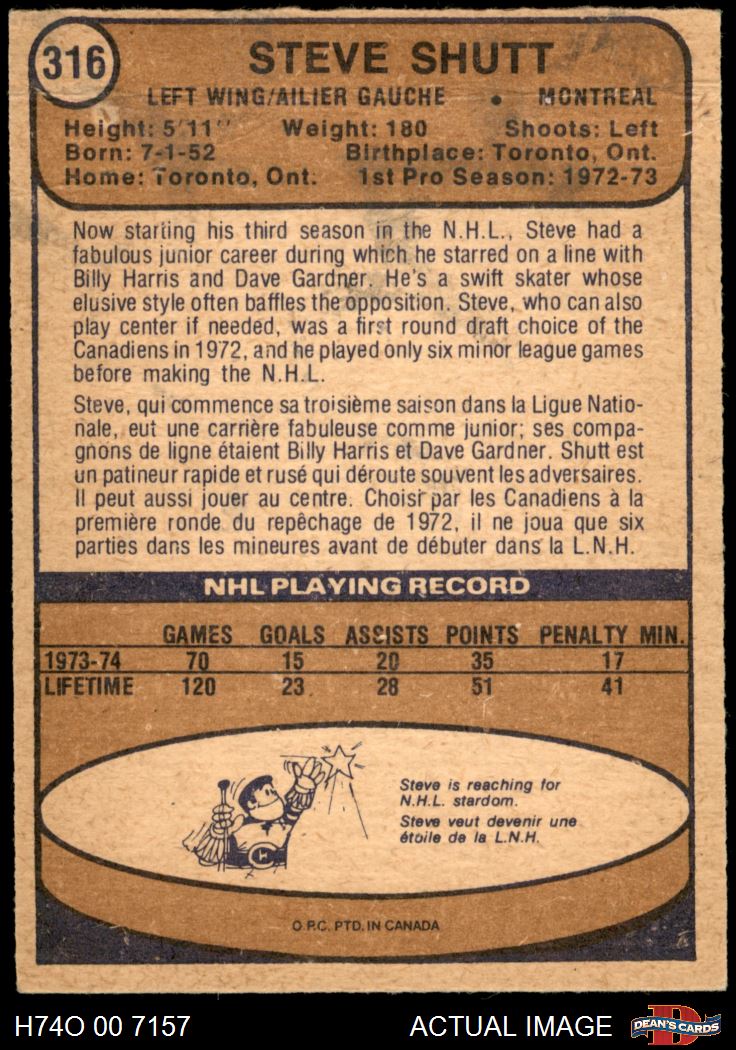 316
STEVE SHUTT
LEFT WING/AILIER GAUCHE • MONTREAL
Height: 5'11" Weight: 180 Shoots: Left
Born: 7-1-52 Birthplace: Toronto, Ont.
Home: Toronto, Ont. 1st Pro Season: 1972-73
Now starting his third season in the N.H.L., Steve had a
fabulous junior career during which he starred on a line with
Billy Harris and Dave Gardner. He's a swift skater whose
elusive style often baffles the opposition. Steve, who can also
play center if needed, was a first round draft choice of the
Canadiens in 1972, and he played only six minor league games
before making the N.H.L.
Steve, qui commence sa troisième saison dans la Ligue Natio-
nale, eut une carrière fabuleuse comme junior; ses compa-
gnons de ligne étaient Billy Harris et Dave Gardner. Shutt est
un patineur rapide et rusé qui déroute souvent les adversaires.
Il peut aussi jouer au centre. Choisi par les Canadiens à la
première ronde du repêchage de 1972, il ne joua que six
parties dans les mineures avant de débuter dans la L.N.H.
NHL PLAYING RECORD
GAMES GOALS ASSISTS POINTS PENALTY MIN.
1973-74 70 15 20 35 17
LIFETIME 120 23 28 51 41
Steve is reaching for
N.H.L. stardom.
Steve veut devenir une
étoile de la L.N.H.
O.P.C. PTD. IN CANADA
H74O 00 7157 ACTUAL IMAGE
D
DEAN'S CARDS